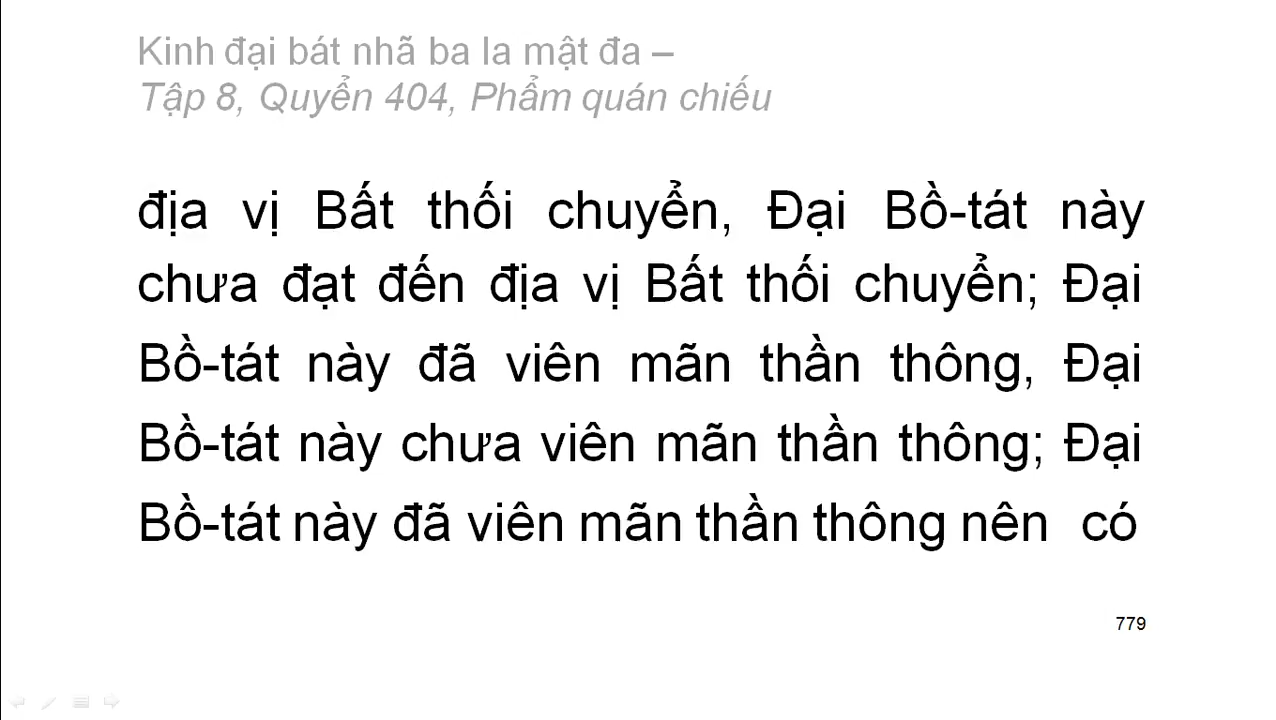 Kinh đại bát nhã ba la mật đa –
Tập 8, Quyển 404, Phẩm quán chiếu
địa vị Bất thối chuyển, Đại Bồ-tát này
chưa đạt đến địa vị Bất thối chuyển; Đại
Bồ-tát này đã viên mãn thần thông, Đại
Bồ-tát này chưa viên mãn thần thông; Đại
Bồ-tát này đã viên mãn thần thông nên có
779